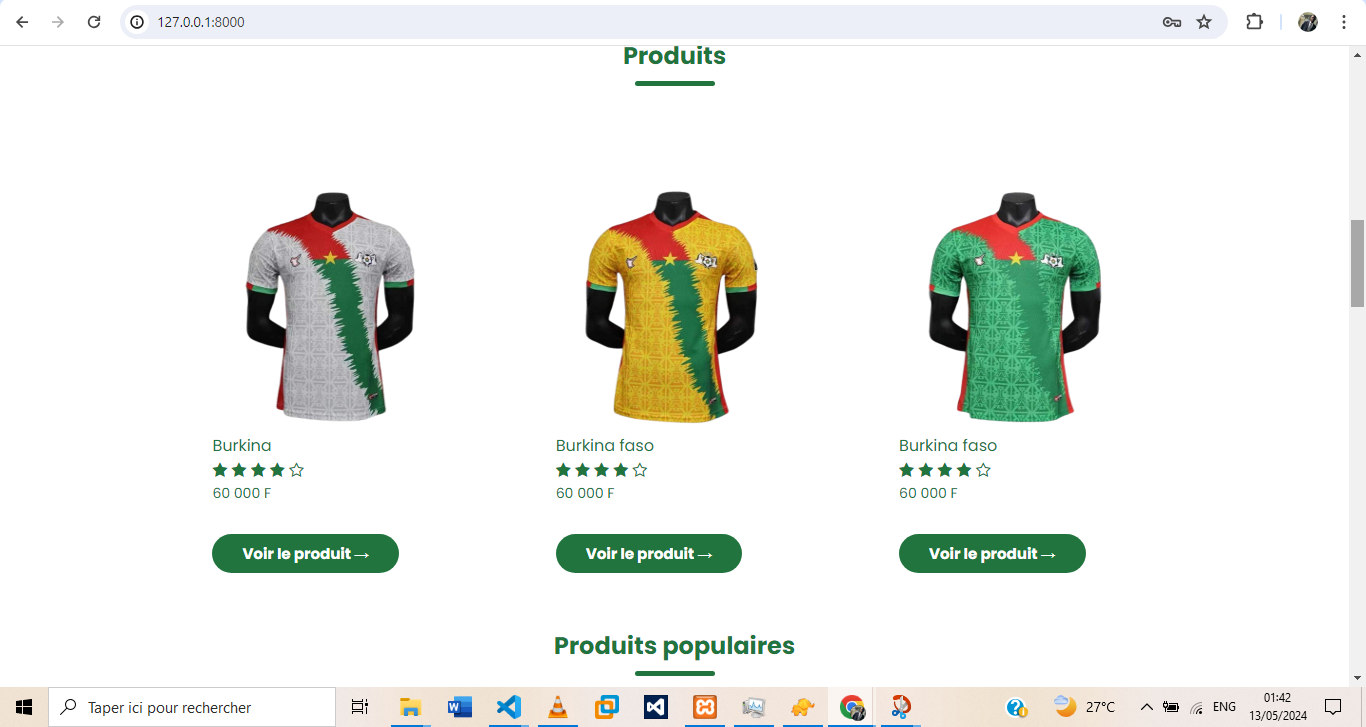 127.0.0.1:8000
Produits
Burkina
60 000 F
Voir le produit →
Burkina faso
60 000 F
Voir le produit →
Burkina faso
60 000 F
Voir le produit →
Produits populaires
Taper ici pour rechercher
27°C
ENG
01:42
13/05/2024